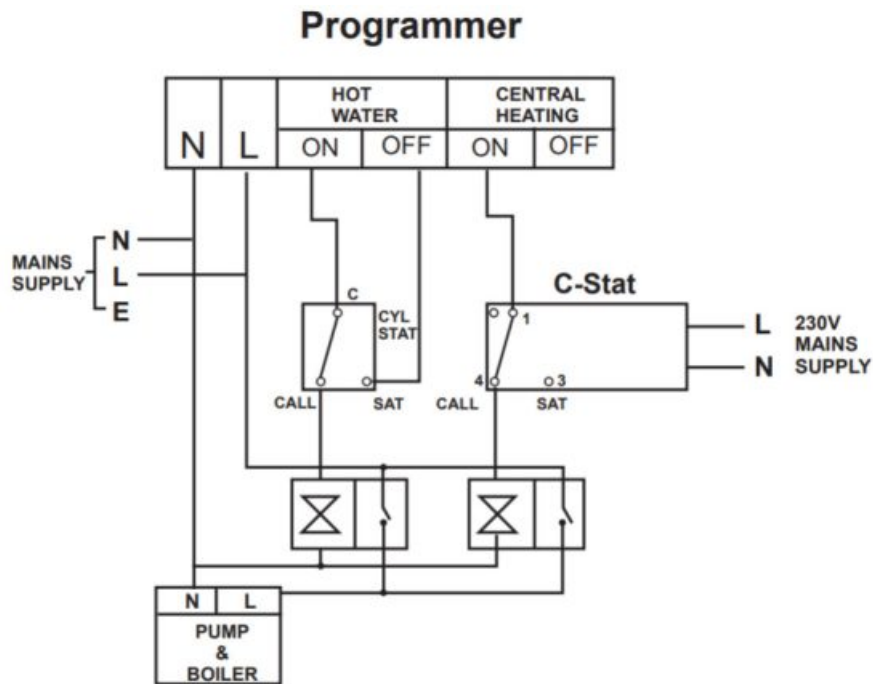 Programmer
N
L
HOT
WATER
CENTRAL
HEATING
ON
OFF
ON
OFF
MAINS
SUPPLY
N
L
E
C
CYL
STAT
CALL
SAT
C-Stat
1
4
3
CALL
SAT
L
N
230V
MAINS
SUPPLY
N
L
PUMP
&
BOILER